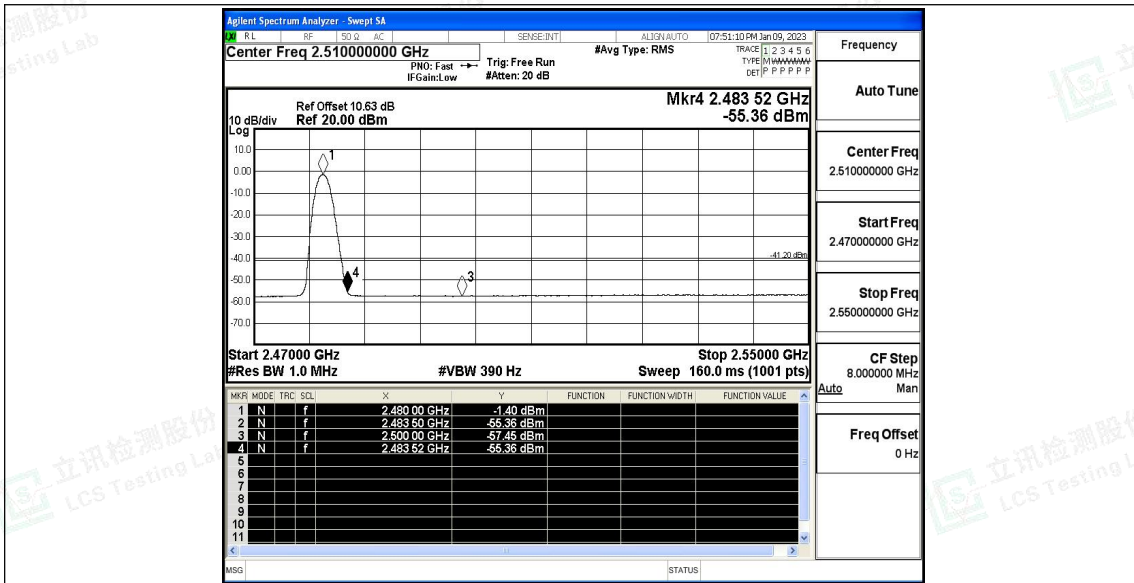 Agilent Spectrum Analyzer - Swept SA
LXI RL RF 50 Ω AC SENSE:INT ALIGN AUTO 07:51:10 PM Jan 09, 2023
Center Freq 2.510000000 GHz #Avg Type: RMS TRACE 1 2 3 4 5 6
PNO: Fast Trig: Free Run TYPE MWWWWW
IFGain:Low #Atten: 20 dB DET P P P P P P
Frequency
Auto Tune
Center Freq
2.510000000 GHz
Start Freq
2.470000000 GHz
Stop Freq
2.550000000 GHz
CF Step
8.000000 MHz
Auto Man
Freq Offset
0 Hz
Mkr4 2.483 52 GHz
-55.36 dBm
Ref Offset 10.63 dB
10 dB/div Ref 20.00 dBm
Log
10.0
0.00
-10.0
-20.0
-30.0
-40.0
-50.0
-60.0
-70.0
1
4
3
-41.20 dBm
Start 2.47000 GHz Stop 2.55000 GHz
#Res BW 1.0 MHz #VBW 390 Hz Sweep 160.0 ms (1001 pts)
MKR MODE TRC SCL X Y FUNCTION FUNCTION WIDTH FUNCTION VALUE
1 N f 2.480 00 GHz -1.40 dBm
2 N f 2.483 50 GHz -55.36 dBm
3 N f 2.500 00 GHz -57.45 dBm
4 N f 2.483 52 GHz -55.36 dBm
5
6
7
8
9
10
11
MSG STATUS
立讯检测股份
LCS Testing Lab
立讯检测股份
LCS Testing L